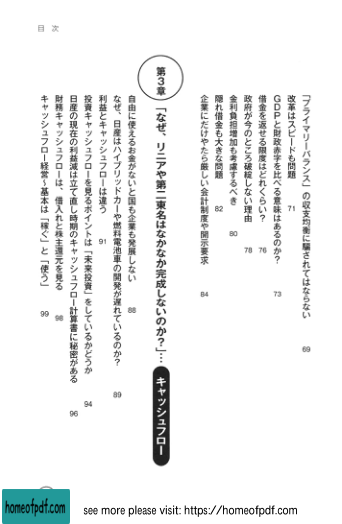 目 次
「プライマリーバランス」の収支均衡に騙されてはならない 69
改革はスピードも問題 71
GDPと財政赤字を比べる意味はあるのか? 73
借金を返せる限度はどれくらい? 76
政府が今のところ破綻しない理由 78
金利負担増加も考慮するべき 80
隠れ借金も大きな問題 82
企業にだけやたら厳しい会計制度や開示要求 84
第3章 「なぜ、リニアや第二東名はなかなか完成しないのか?」… キャッシュフロー
自由に使えるお金がないと国も企業も発展しない 88
なぜ、日産はハイブリッドカーや燃料電池車の開発が遅れているのか? 89
利益とキャッシュフローは違う 91
投資キャッシュフローを見るポイントは「未来投資」をしているかどうか 94
日産の現在の利益減は立て直し時期のキャッシュフロー計算書に秘密がある 96
財務キャッシュフローは、借入れと株主還元を見る 98
キャッシュフロー経営〜基本は「稼ぐ」と「使う」 99
homeofpdf.com
see more please visit: https://homeofpdf.com